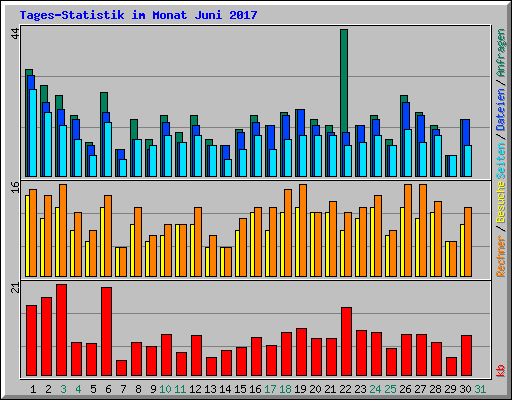 Tages-Statistik im Monat Juni 2017
44
16
21
Rechner / Besuche Seiten / Dateien / Anfragen
kb
1 2 3 4 5 6 7 8 9 10 11 12 13 14 15 16 17 18 19 20 21 22 23 24 25 26 27 28 29 30 31